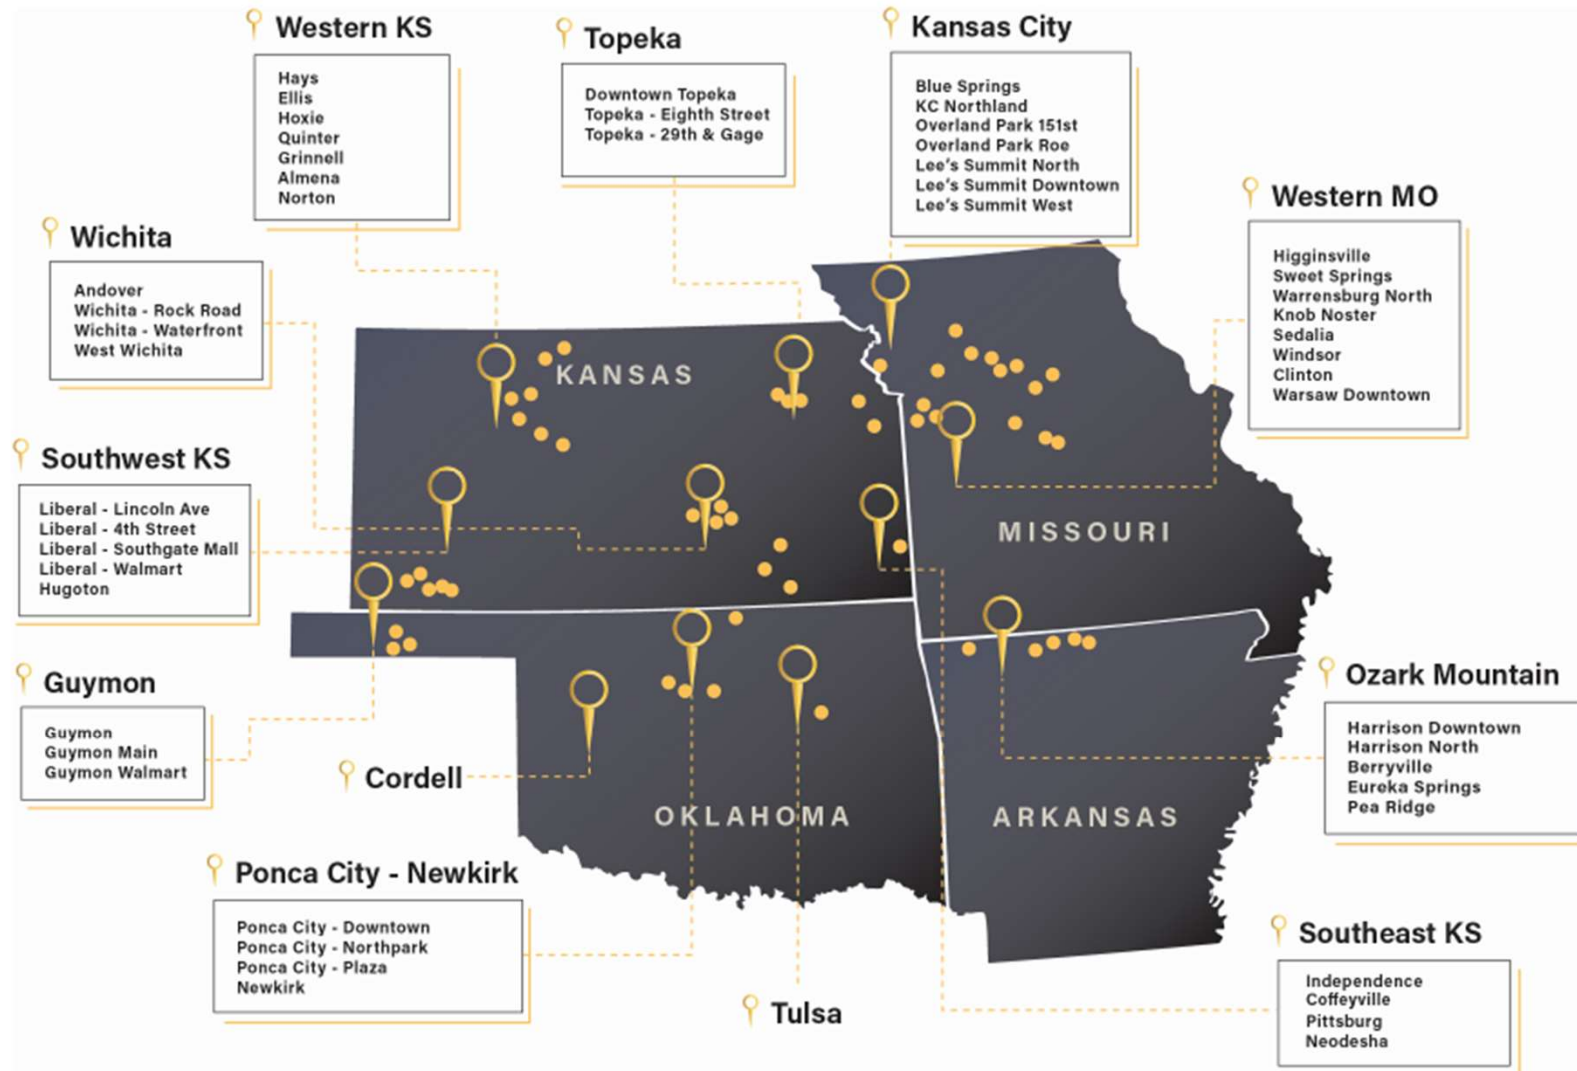 Western KS
Hays
Ellis
Hoxie
Quinter
Grinnell
Almena
Norton
Topeka
Downtown Topeka
Topeka - Eighth Street
Topeka - 29th & Gage
Kansas City
Blue Springs
KC Northland
Overland Park 151st
Overland Park Roe
Lee's Summit North
Lee's Summit Downtown
Lee's Summit West
Western MO
Higginsville
Sweet Springs
Warrensburg North
Knob Noster
Sedalia
Windsor
Clinton
Warsaw Downtown
Wichita
Andover
Wichita - Rock Road
Wichita - Waterfront
West Wichita
KANSAS
Southwest KS
Liberal - Lincoln Ave
Liberal - 4th Street
Liberal - Southgate Mall
Liberal - Walmart
Hugoton
MISSOURI
Guymon
Guymon
Guymon Main
Guymon Walmart
Cordell
OKLAHOMA
ARKANSAS
Ozark Mountain
Harrison Downtown
Harrison North
Berryville
Eureka Springs
Pea Ridge
Ponca City - Newkirk
Ponca City - Downtown
Ponca City - Northpark
Ponca City - Plaza
Newkirk
Tulsa
Southeast KS
Independence
Coffeyville
Pittsburg
Neodesha